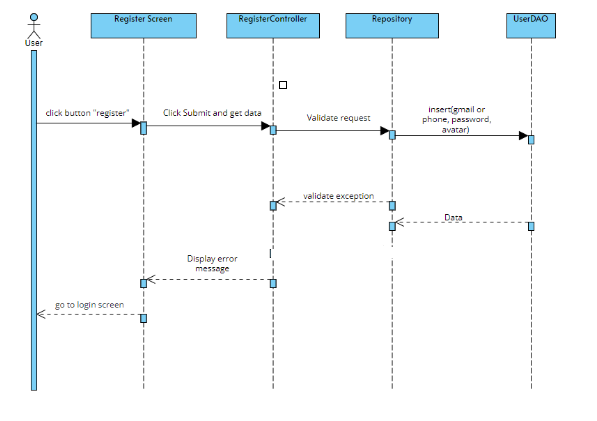 Register Screen
RegisterController
Repository
UserDAO
User
click button "register"
Click Submit and get data
Validate request
insert(gmail or
phone, password,
avatar)
validate exception
Data
Display error
message
go to login screen